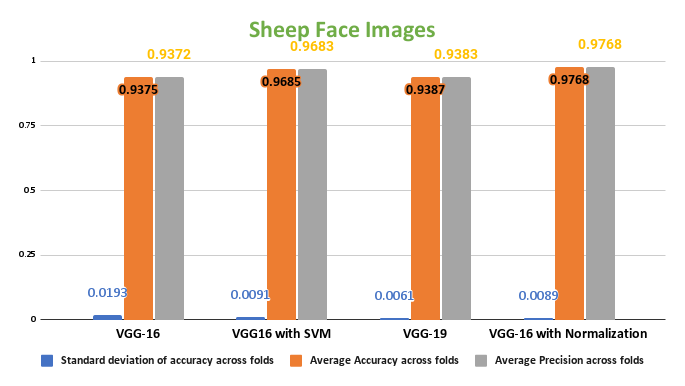 Sheep Face Images
0.9372
0.9683
0.9383
0.9768
1
0.9375
0.9685
0.9387
0.9768
0.75
0.5
0.25
0.0193
0.0091
0.0061
0.0089
0
VGG-16
VGG16 with SVM
VGG-19
VGG-16 with Normalization
Standard deviation of accuracy across folds
Average Accuracy across folds
Average Precision across folds